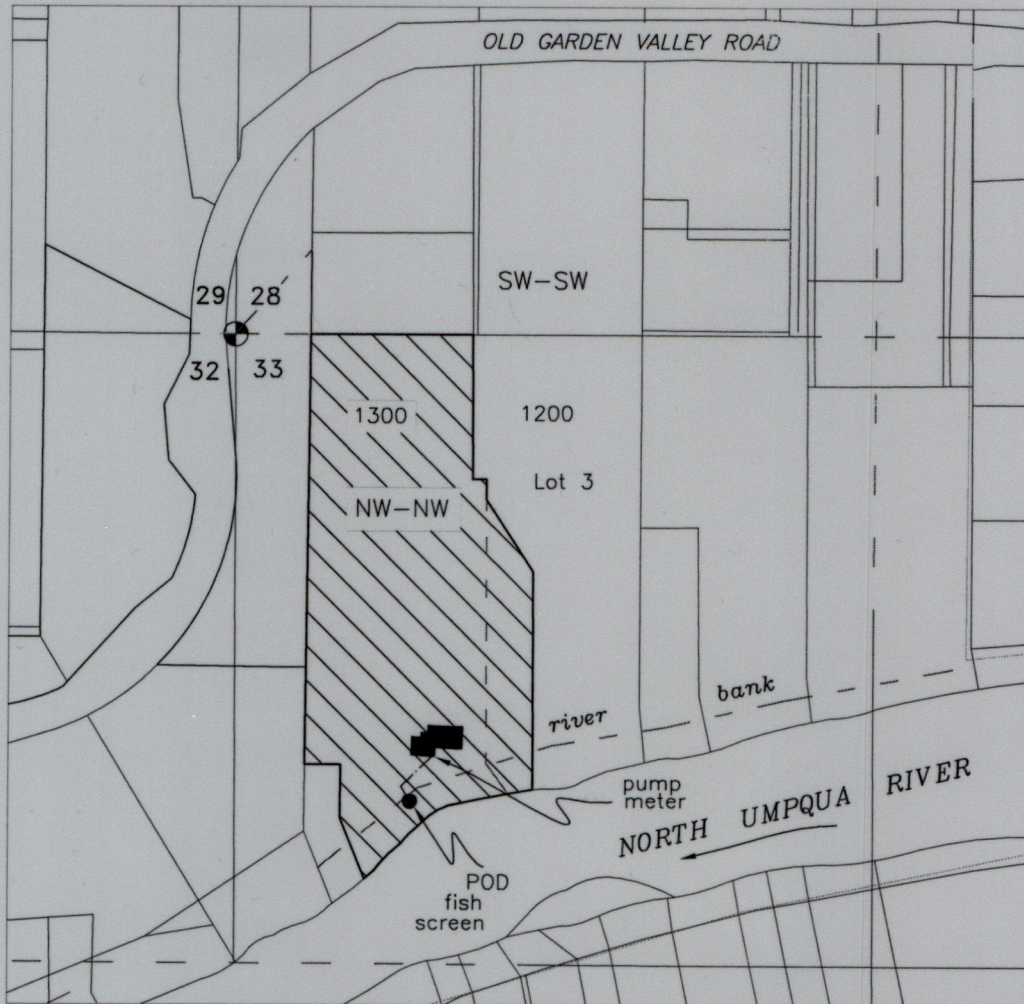 OLD GARDEN VALLEY ROAD
SW-SW
29 28
32 33
1300
1200
Lot 3
NW-NW
river bank
pump
meter
NORTH UMPQUA RIVER
POD
fish
screen